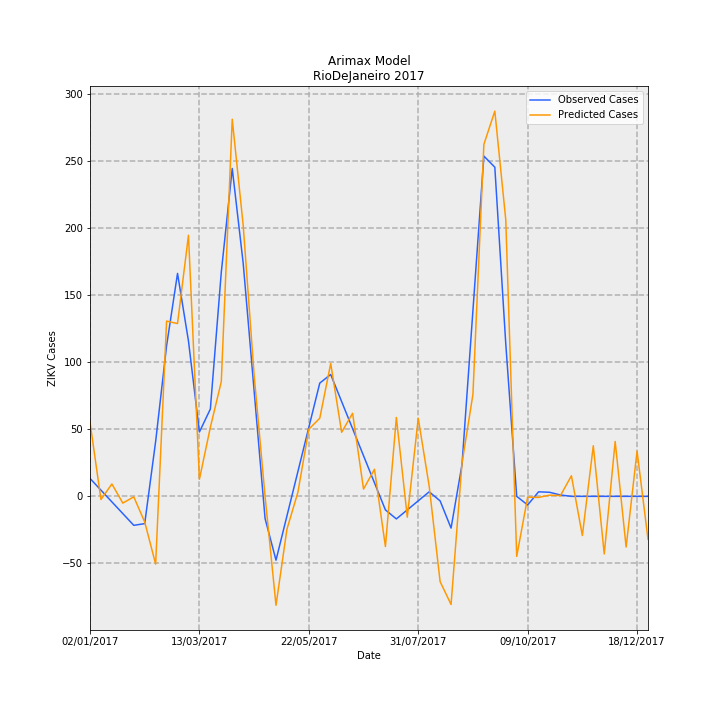 Arimax Model
RioDeJaneiro 2017
Observed Cases
Predicted Cases
300
250
200
150
100
50
0
−50
ZIKV Cases
02/01/2017 13/03/2017 22/05/2017 31/07/2017 09/10/2017 18/12/2017
Date